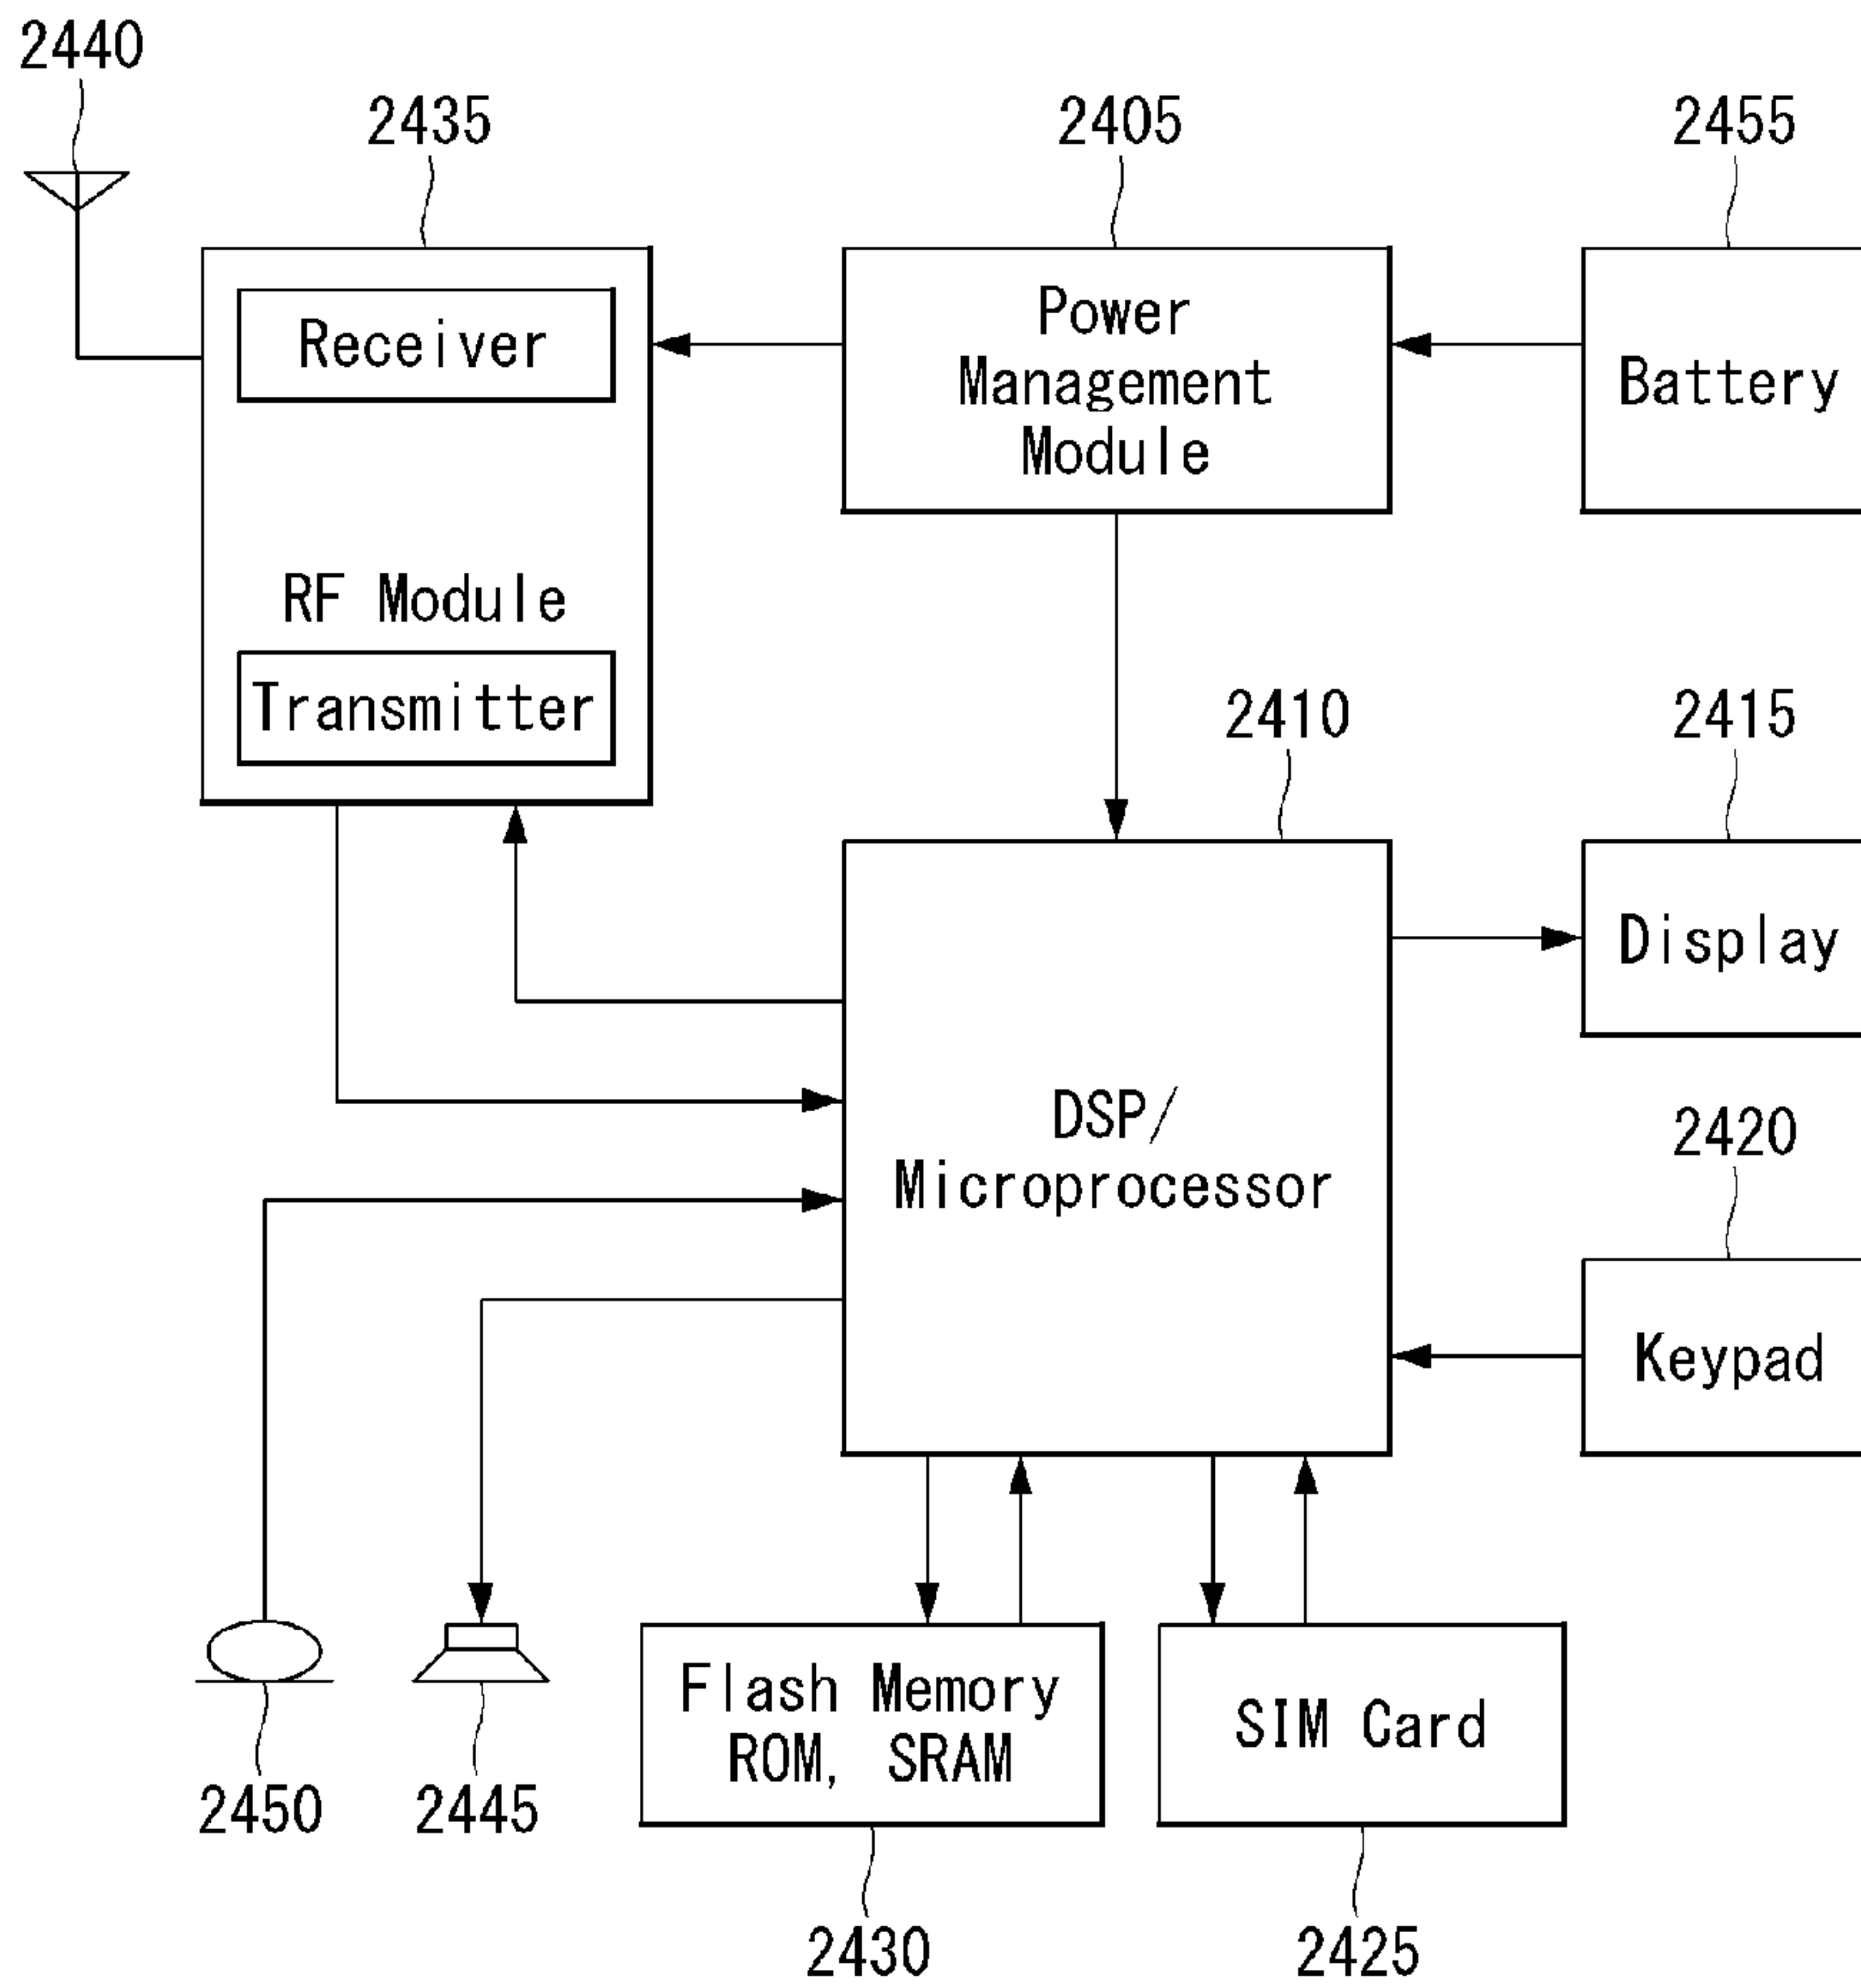 2440
2435
2405
2455
Receiver
RF Module
Transmitter
Power
Management
Module
Battery
2410
2415
DSP/
Microprocessor
Display
2420
Keypad
Flash Memory
ROM, SRAM
SIM Card
2450
2445
2430
2425